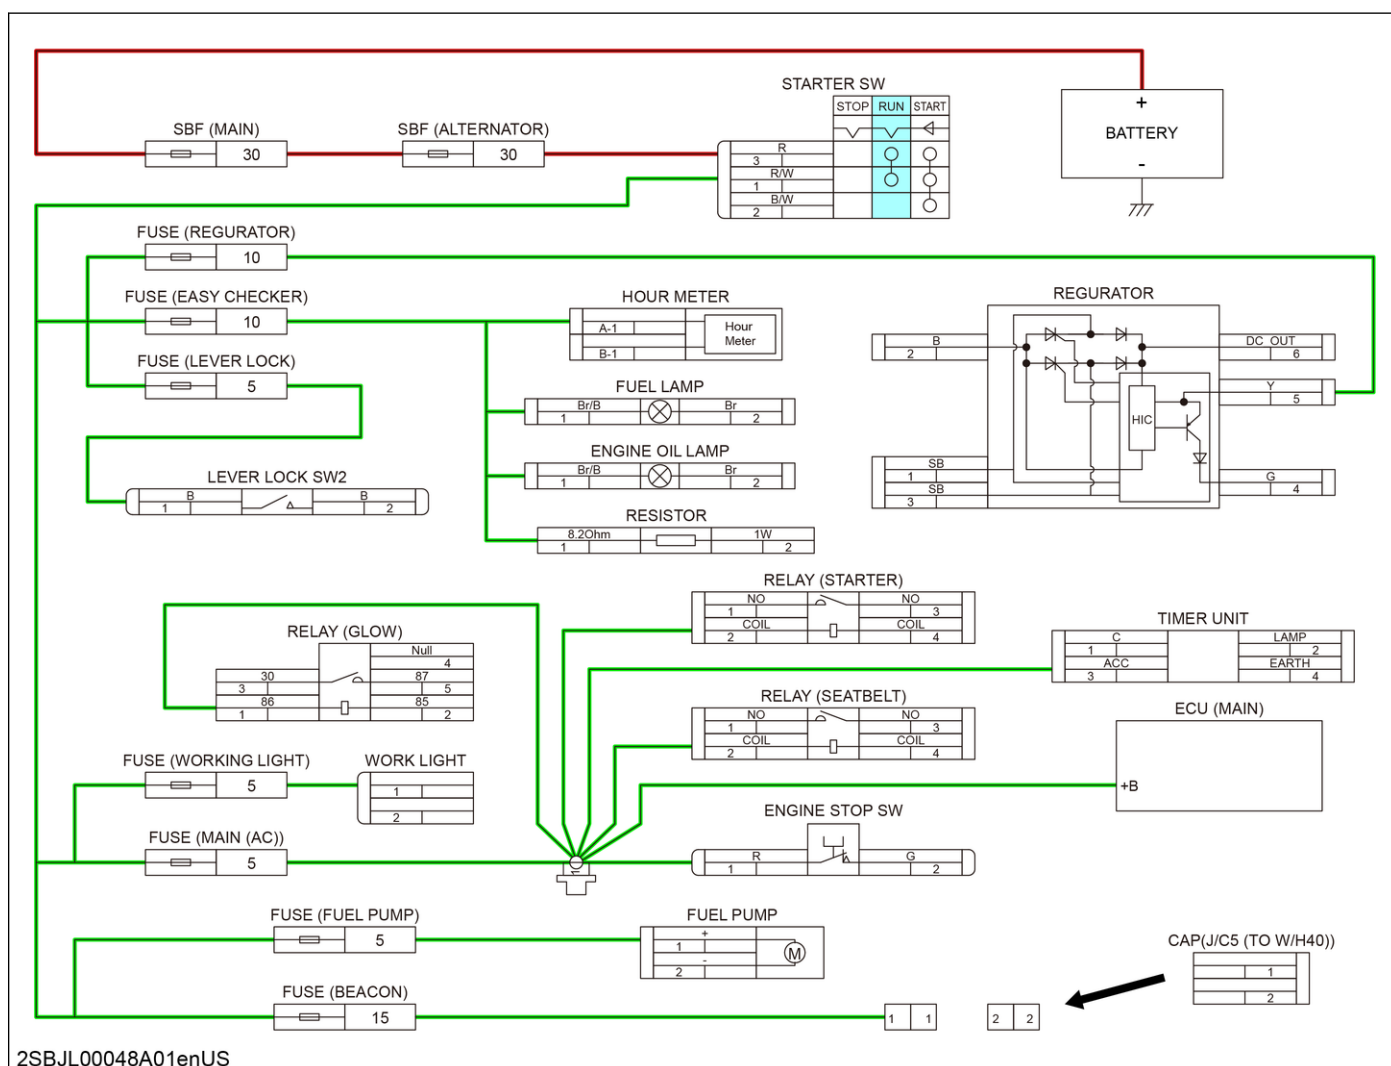 STARTER SW
STOP RUN START
+
BATTERY
-
SBF (MAIN)
30
SBF (ALTERNATOR)
30
R
3
R/W
1
B/W
2
FUSE (REGURATOR)
10
FUSE (EASY CHECKER)
10
HOUR METER
A-1
B-1
Hour
Meter
REGURATOR
B
2
DC_OUT
6
Y
5
HIC
SB
1
SB
3
G
4
FUSE (LEVER LOCK)
5
FUEL LAMP
Br/B
1
Br
2
ENGINE OIL LAMP
Br/B
1
Br
2
LEVER LOCK SW2
B
1
B
2
RESISTOR
8.2Ohm
1
1W
2
RELAY (STARTER)
NO
1
NO
3
COIL
2
COIL
4
TIMER UNIT
C
1
LAMP
2
ACC
3
EARTH
4
RELAY (GLOW)
Null
4
30
3
87
5
86
1
85
2
RELAY (SEATBELT)
NO
1
NO
3
COIL
2
COIL
4
ECU (MAIN)
+B
FUSE (WORKING LIGHT)
5
WORK LIGHT
1
2
ENGINE STOP SW
R
1
G
2
FUSE (MAIN (AC))
5
1
FUSE (FUEL PUMP)
5
FUEL PUMP
+
1
-
2
M
CAP(J/C5 (TO W/H40))
1
2
FUSE (BEACON)
15
1 1
2 2
2SBJL00048A01enUS